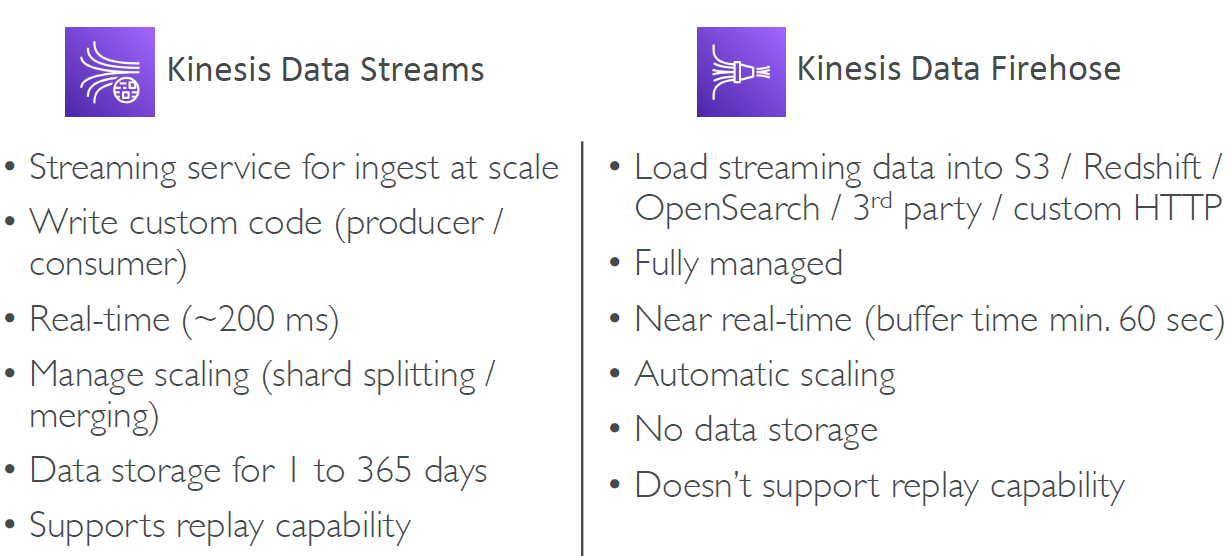 Kinesis Data Streams
• Streaming service for ingest at scale
• Write custom code (producer /
consumer)
• Real-time (~200 ms)
• Manage scaling (shard splitting /
merging)
• Data storage for 1 to 365 days
• Supports replay capability
Kinesis Data Firehose
• Load streaming data into S3 / Redshift /
OpenSearch / 3rd party / custom HTTP
• Fully managed
• Near real-time (buffer time min. 60 sec)
• Automatic scaling
• No data storage
• Doesn’t support replay capability